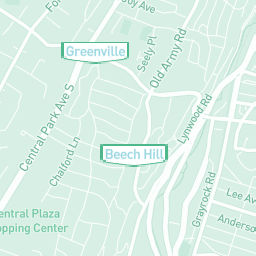 Greenville
Seely Pl
Old Army Rd
Central Park Ave S
Lynwood Rd
Chalford Ln
Beech Hill
Grayrock Rd
Lee Av
Anderso
entral Plaza
opping Center